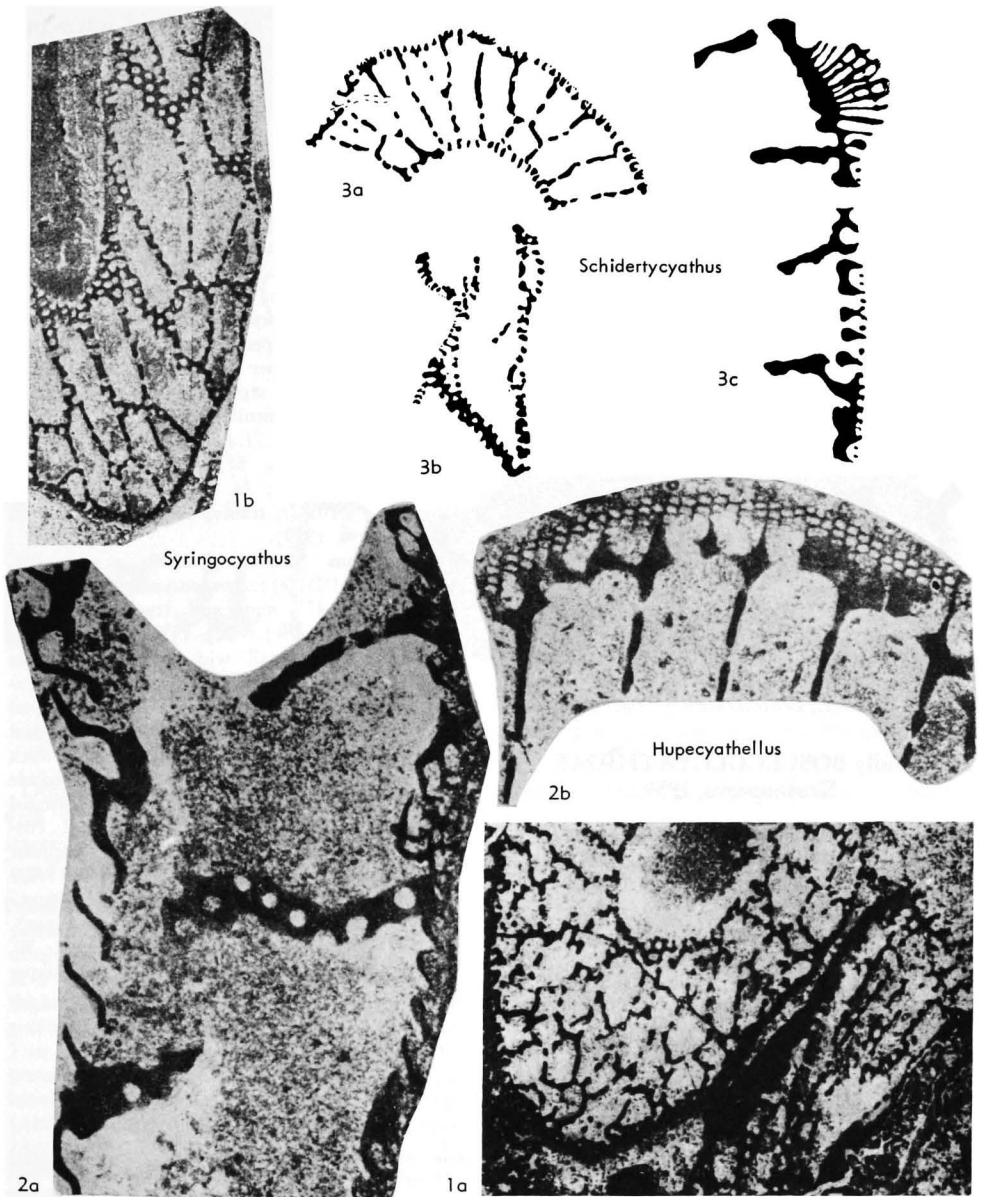 3a
Schidertycyathus
3c
3b
1b
Syringocyathus
Hupecyathellus
2b
2a
1a